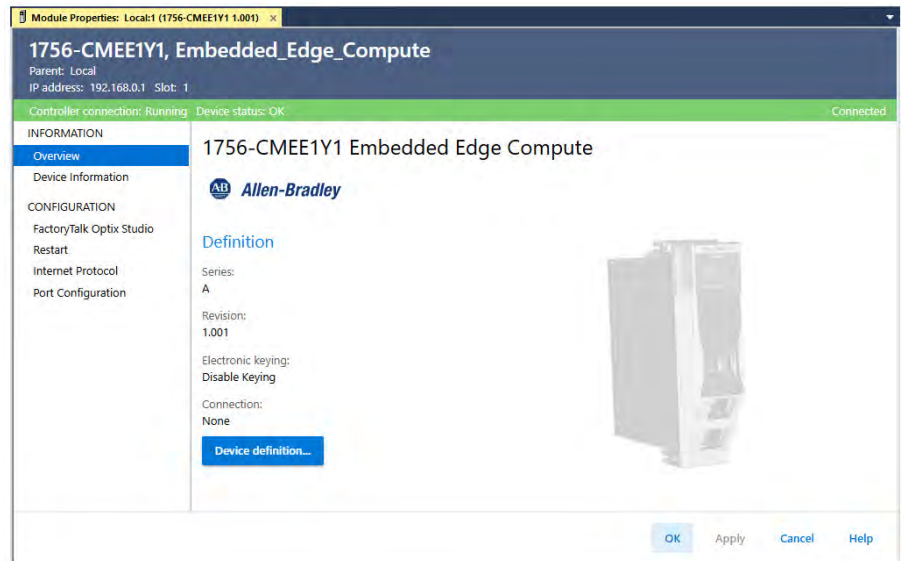 Module Properties: Local:1 (1756-CMEE1Y1 1.001) ×
1756-CMEE1Y1, Embedded_Edge_Compute
Parent: Local
IP address: 192.168.0.1 Slot: 1
Controller connection: Running Device status: OK Connected
INFORMATION
Overview
Device Information
CONFIGURATION
FactoryTalk Optix Studio
Restart
Internet Protocol
Port Configuration
1756-CMEE1Y1 Embedded Edge Compute
AB Allen-Bradley
Definition
Series:
A
Revision:
1.001
Electronic keying:
Disable Keying
Connection:
None
Device definition...
OK Apply Cancel Help